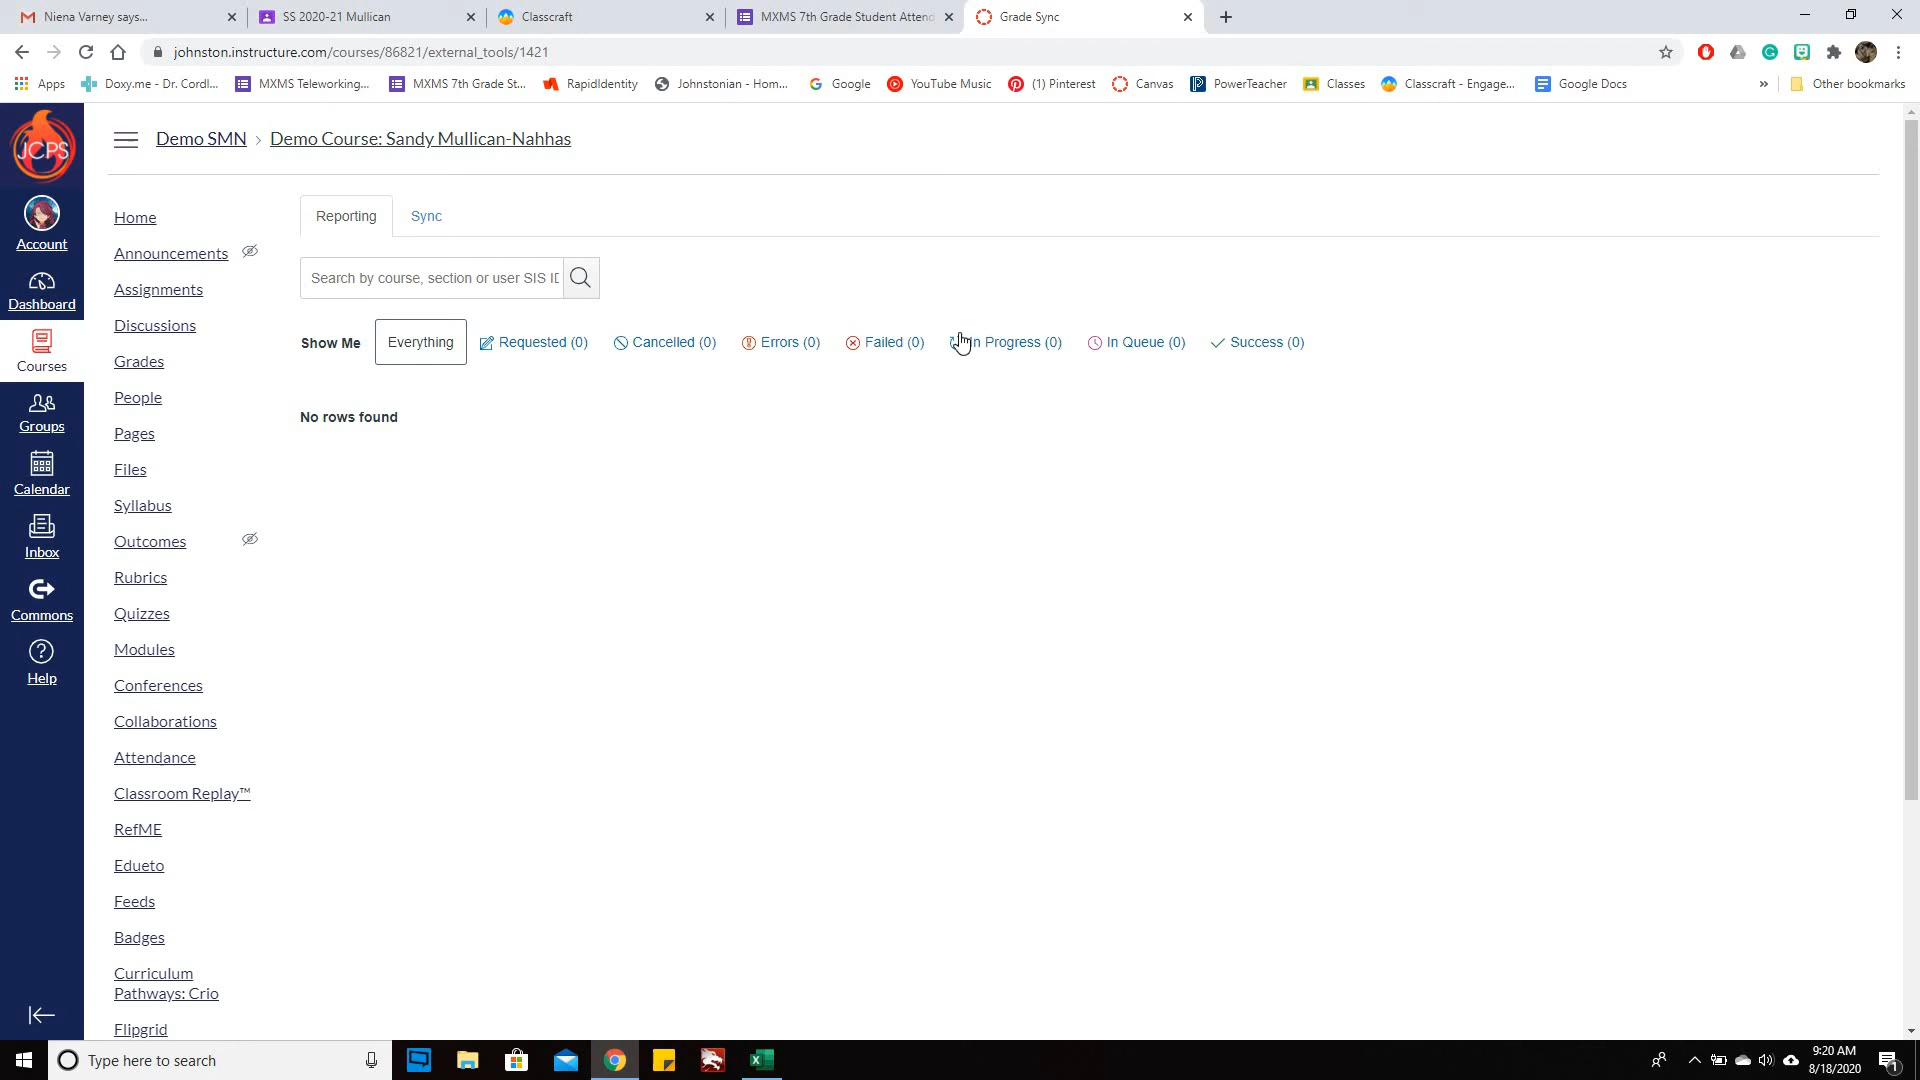 Niena Varney says...
SS 2020-21 Mullican
Classcraft
MXMS 7th Grade Student Attend
Grade Sync
johnston.instructure.com/courses/86821/external_tools/1421
Apps
Doxy.me - Dr. Cordl...
MXMS Teleworking...
MXMS 7th Grade St...
RapidIdentity
Johnstonian - Hom...
Google
YouTube Music
(1) Pinterest
Canvas
PowerTeacher
Classes
Classcraft - Engage...
Google Docs
»
Other bookmarks
JCPS
Account
Dashboard
Courses
Groups
Calendar
Inbox
Commons
Help
Demo SMN > Demo Course: Sandy Mullican-Nahhas
Home
Announcements
Assignments
Discussions
Grades
People
Pages
Files
Syllabus
Outcomes
Rubrics
Quizzes
Modules
Conferences
Collaborations
Attendance
Classroom Replay™
RefME
Edueto
Feeds
Badges
Curriculum
Pathways: Crio
Flipgrid
Reporting
Sync
Search by course, section or user SIS ID
Show Me
Everything
Requested (0)
Cancelled (0)
Errors (0)
Failed (0)
In Progress (0)
In Queue (0)
Success (0)
No rows found
Type here to search
9:20 AM
8/18/2020
1